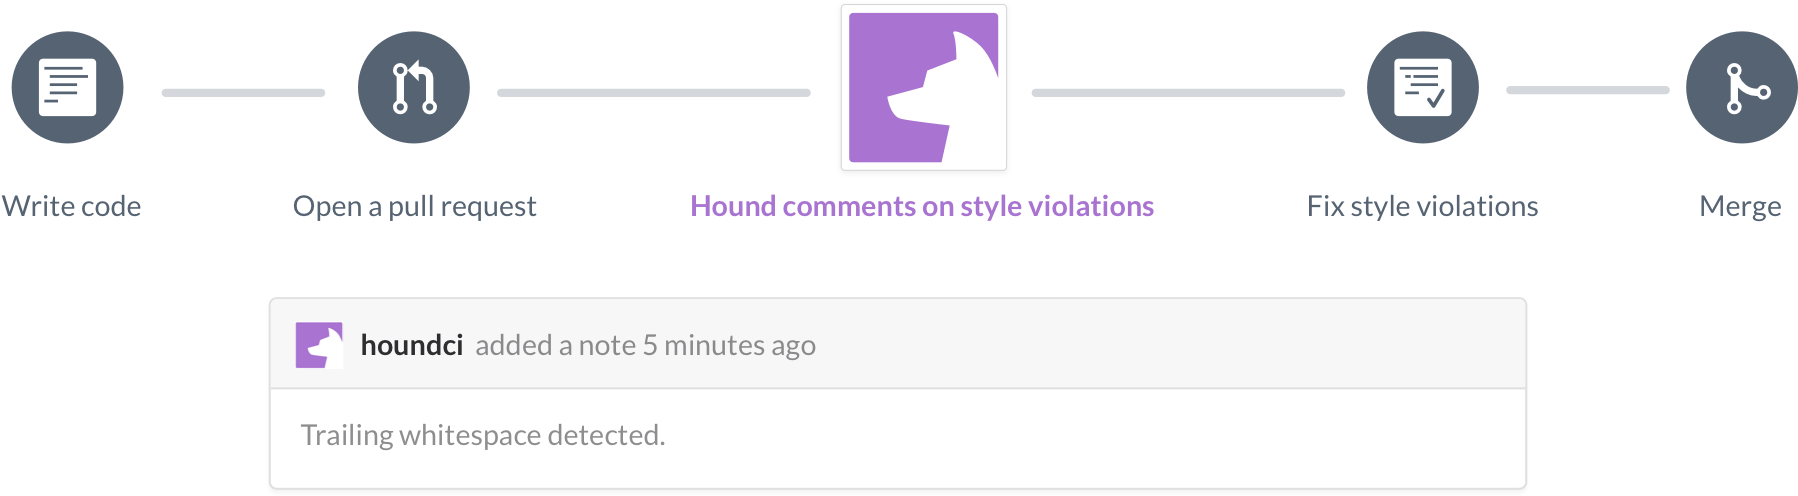 Write code
Open a pull request
Hound comments on style violations
Fix style violations
Merge
houndci added a note 5 minutes ago
Trailing whitespace detected.